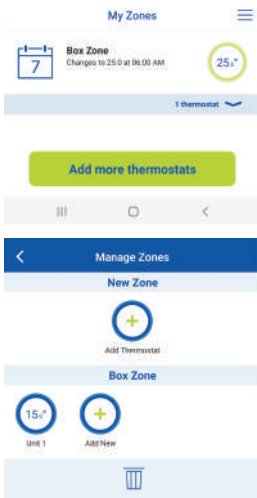 My Zones
Box Zone
Changes to 25.0 at 06:00 AM
7
25.₀°
1 thermostat
Add more thermostats
Manage Zones
New Zone
Add Thermostat
Box Zone
15.₀°
Unit 1
Add New